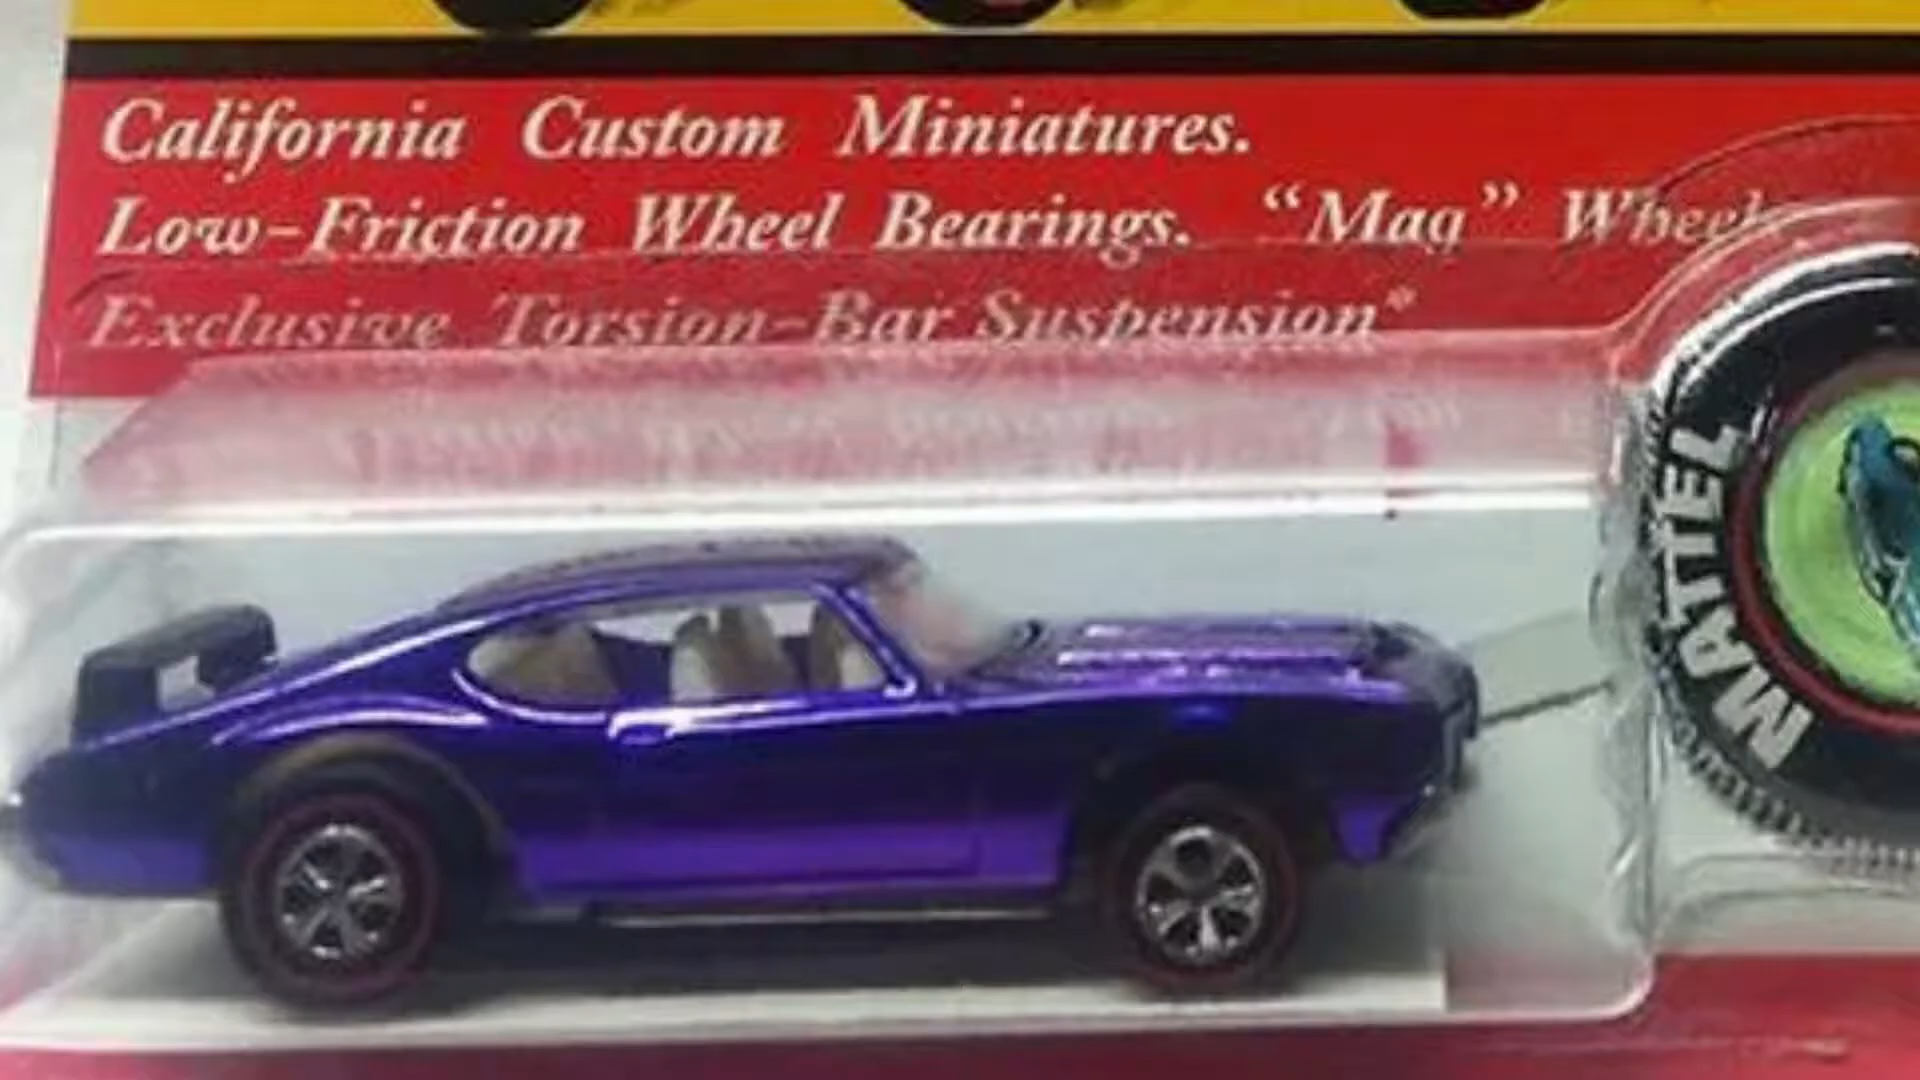 California Custom Miniatures.
Low-Friction Wheel Bearings. "Mag" Wheels
Exclusive Torsion-Bar Suspension*
MATTEL